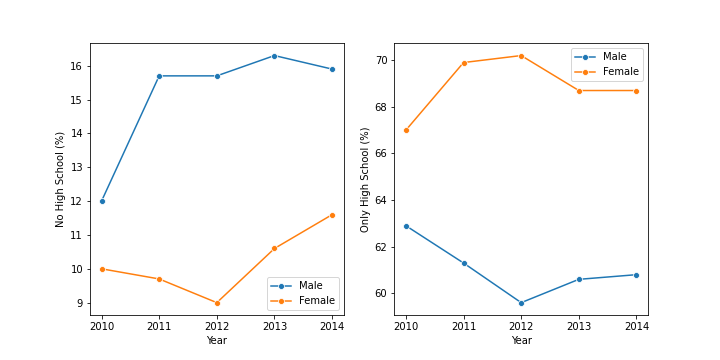 No High School (%)
16
15
14
13
12
11
10
9
2010 2011 2012 2013 2014
Year
Male
Female
Only High School (%)
70
68
66
64
62
60
2010 2011 2012 2013 2014
Year
Male
Female